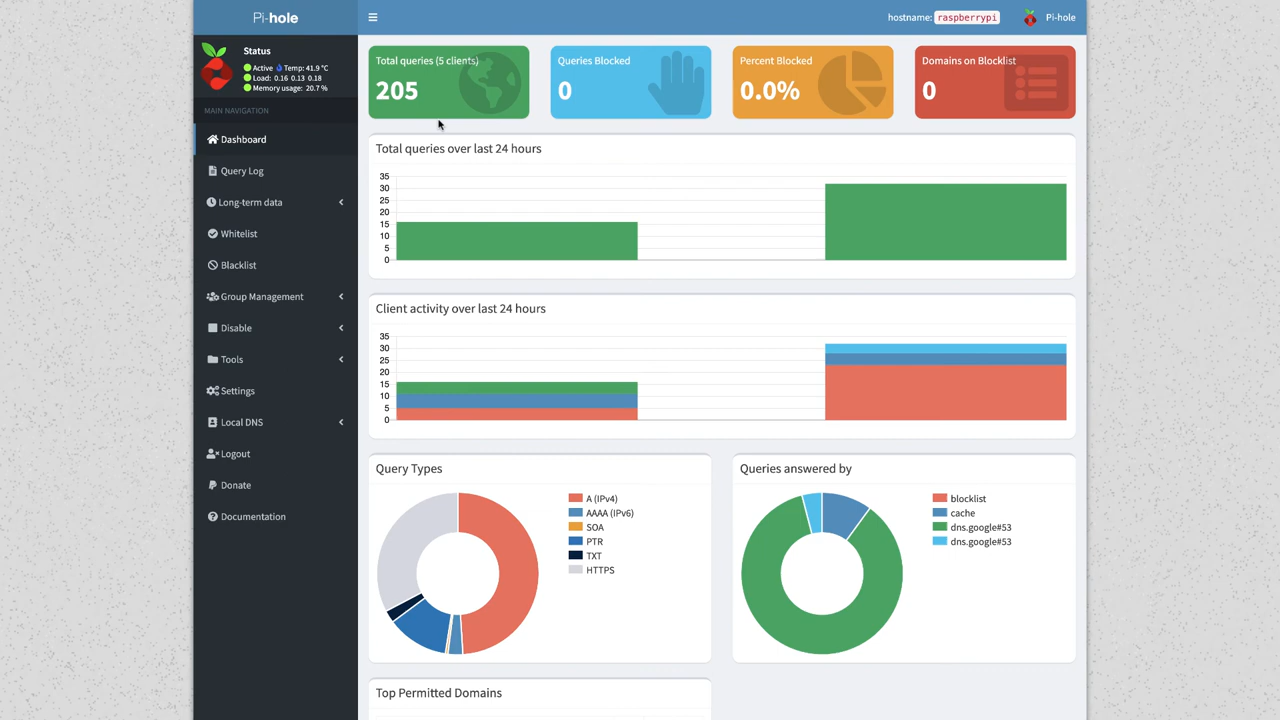 Pi-hole
hostname: raspberrypi
Pi-hole
Status
Active Temp: 41.9 °C
Load: 0.16 0.13 0.18
Memory usage: 20.7 %
MAIN NAVIGATION
Dashboard
Query Log
Long-term data
Whitelist
Blacklist
Group Management
Disable
Tools
Settings
Local DNS
Logout
Donate
Documentation
Total queries (5 clients)
205
Queries Blocked
0
Percent Blocked
0.0%
Domains on Blocklist
0
Total queries over last 24 hours
35
30
25
20
15
10
5
0
Client activity over last 24 hours
35
30
25
20
15
10
5
0
Query Types
A (IPv4)
AAAA (IPv6)
SOA
PTR
TXT
HTTPS
Queries answered by
blocklist
cache
dns.google#53
dns.google#53
Top Permitted Domains